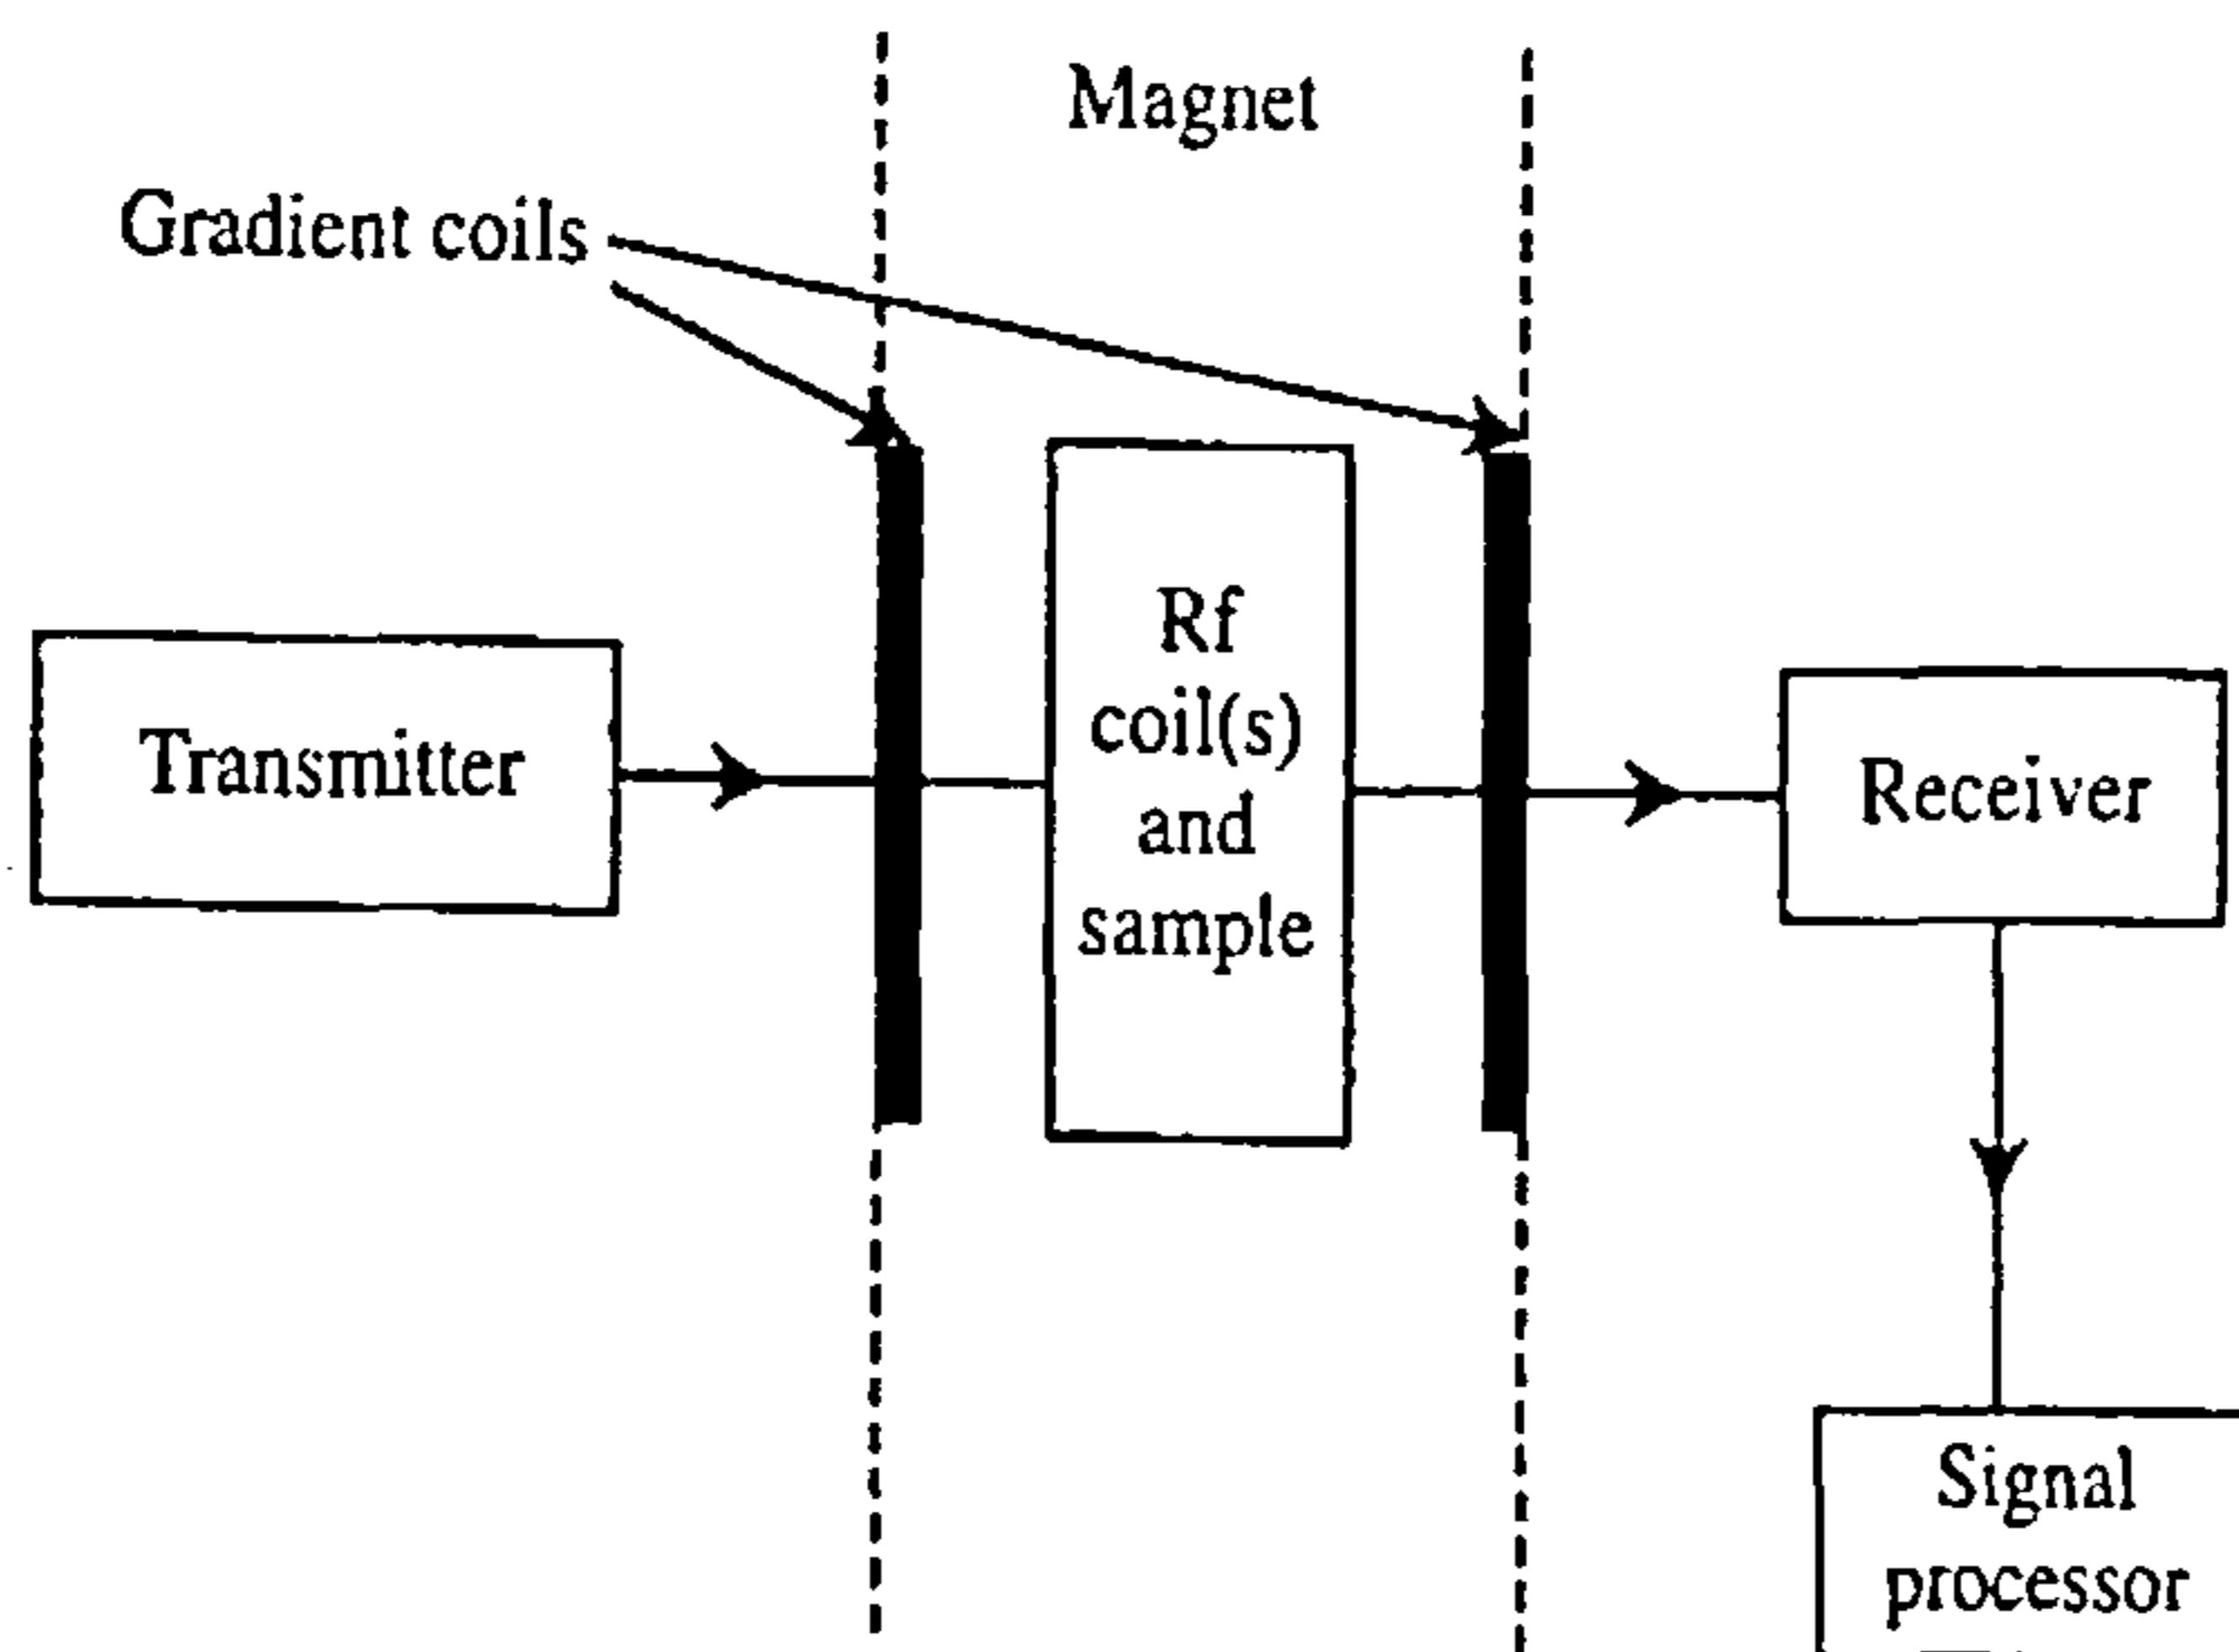 Magnet
Gradient coils
Transmitter
Rf
coil(s)
and
sample
Receiver
Signal
processor